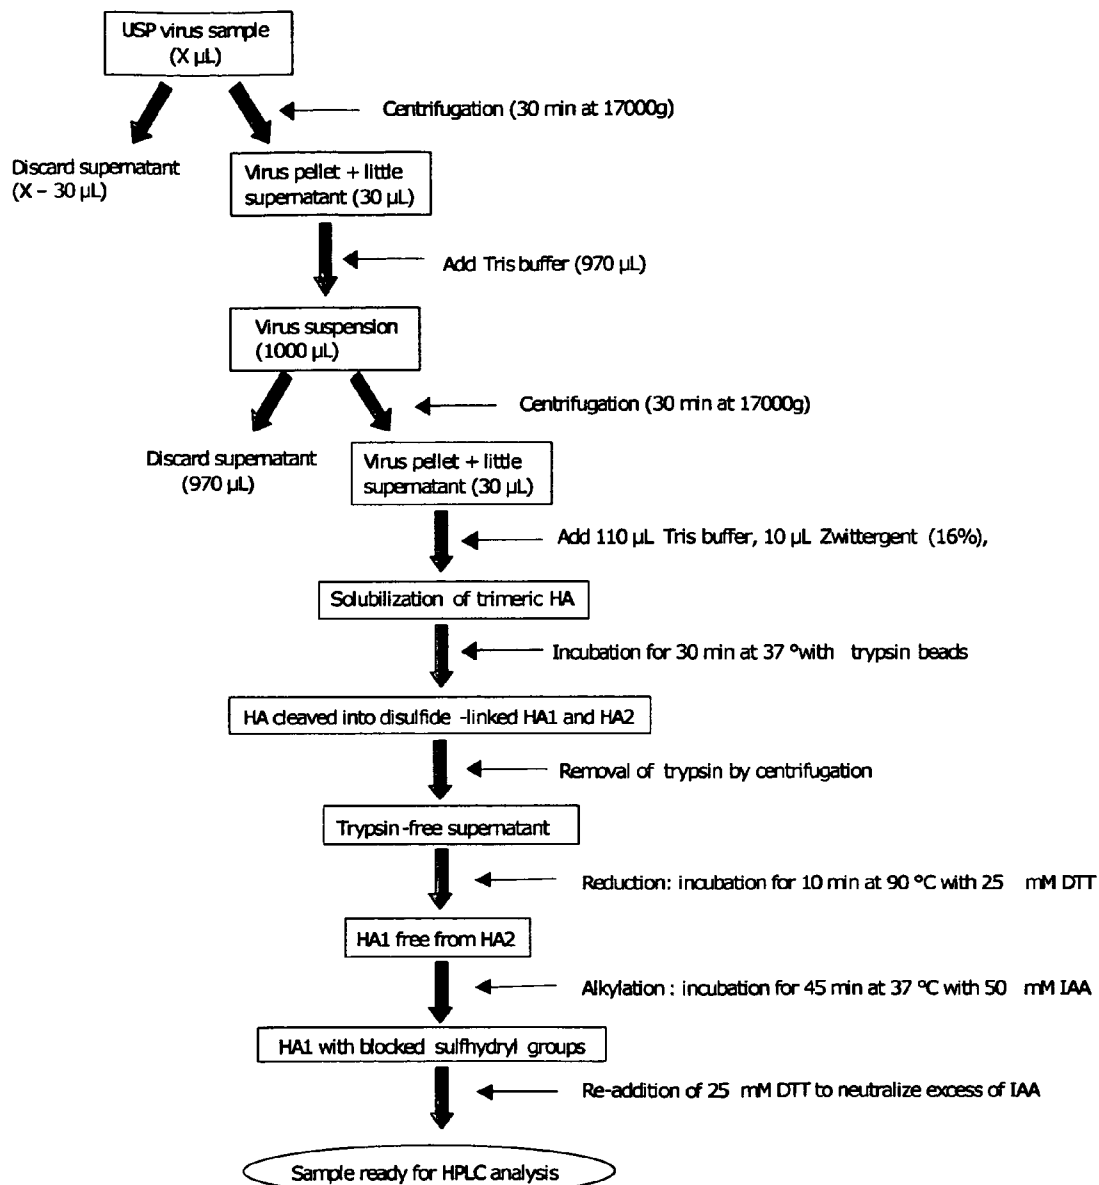 USP virus sample
(X µL)
Centrifugation (30 min at 17000g)
Discard supernatant
(X – 30 µL)
Virus pellet + little
supernatant (30 µL)
Add Tris buffer (970 µL)
Virus suspension
(1000 µL)
Centrifugation (30 min at 17000g)
Discard supernatant
(970 µL)
Virus pellet + little
supernatant (30 µL)
Add 110 µL Tris buffer, 10 µL Zwittergent (16%),
Solubilization of trimeric HA
Incubation for 30 min at 37 °with trypsin beads
HA cleaved into disulfide -linked HA1 and HA2
Removal of trypsin by centrifugation
Trypsin-free supernatant
Reduction: incubation for 10 min at 90 °C with 25 mM DTT
HA1 free from HA2
Alkylation : incubation for 45 min at 37 °C with 50 mM IAA
HA1 with blocked sulfhydryl groups
Re-addition of 25 mM DTT to neutralize excess of IAA
Sample ready for HPLC analysis